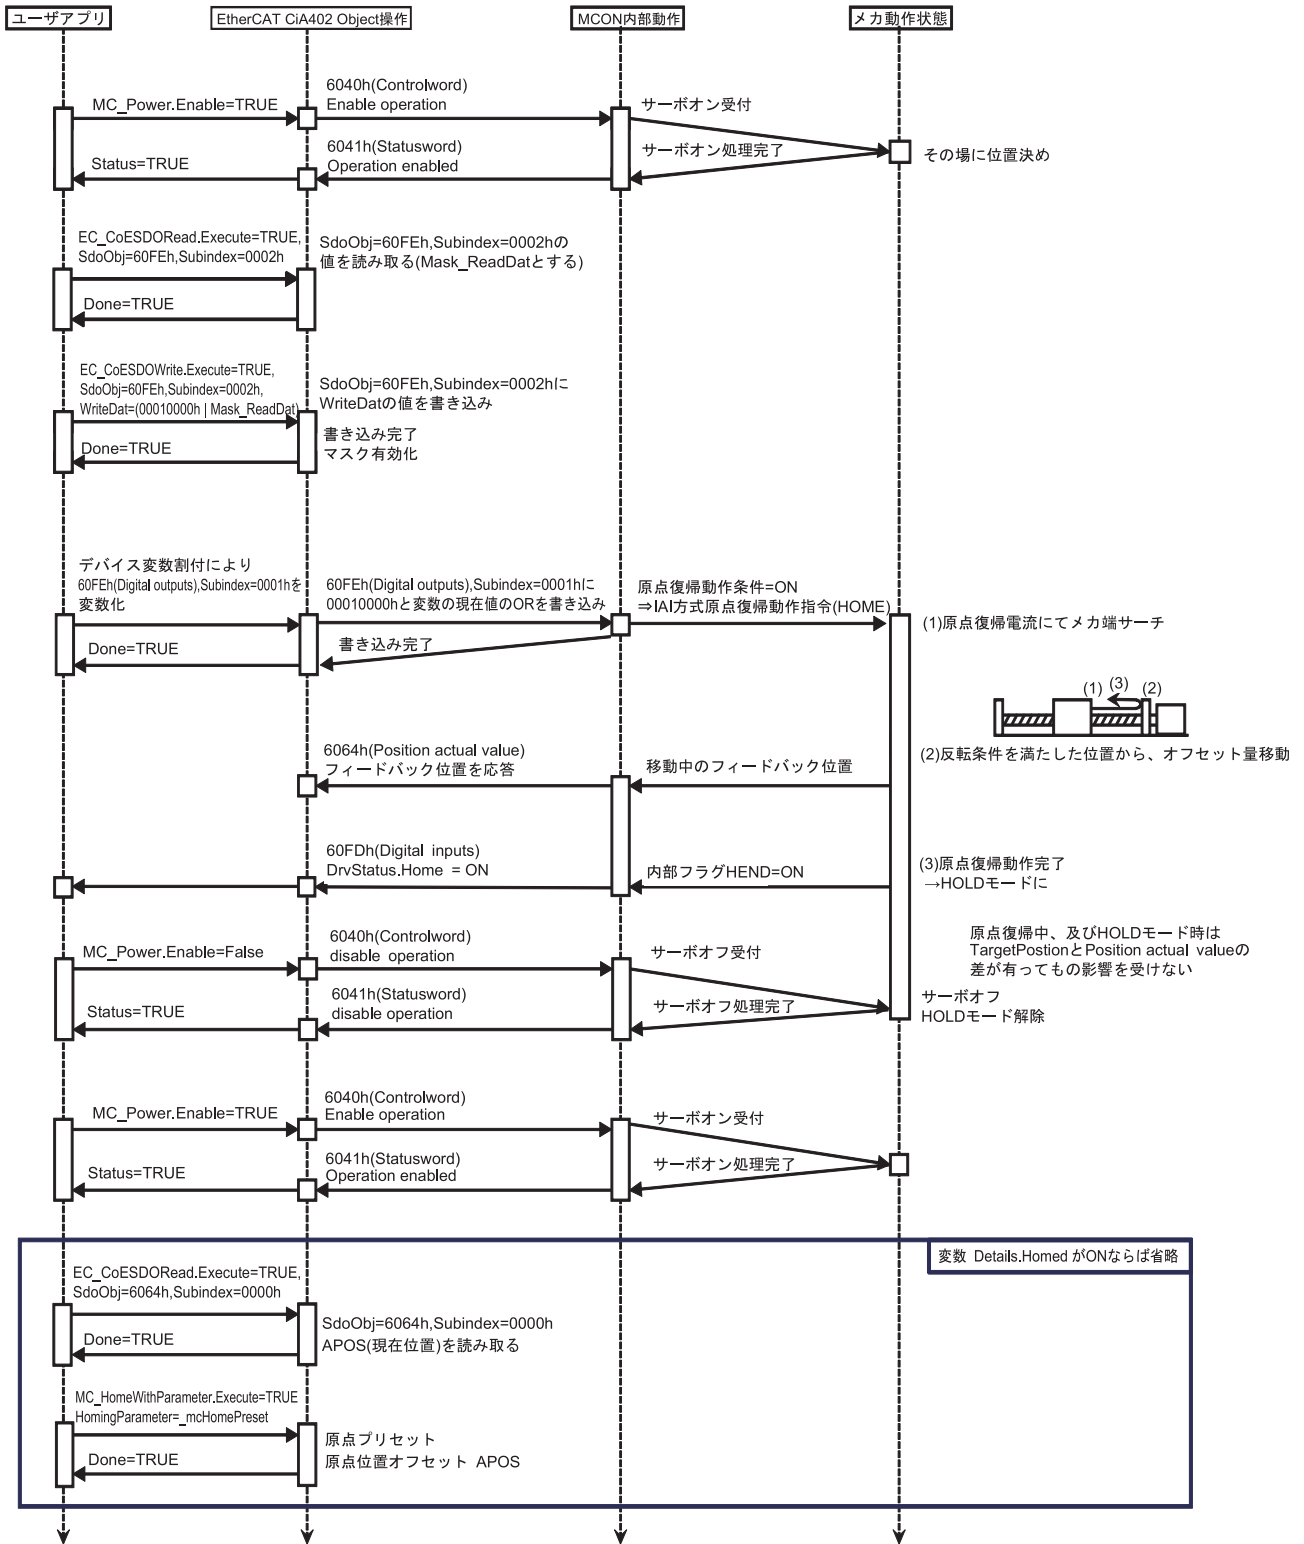 ユーザアプリ
EtherCAT CiA402 Object操作
MCON内部動作
メカ動作状態
MC_Power.Enable=TRUE
6040h(Controlword)
Enable operation
サーボオン受付
Status=TRUE
6041h(Statusword)
Operation enabled
サーボオン処理完了
その場に位置決め
EC_CoESDORead.Execute=TRUE,
SdoObj=60FEh,Subindex=0002h
SdoObj=60FEh,Subindex=0002hの
値を読み取る(Mask_ReadDatとする)
Done=TRUE
EC_CoESDOWrite.Execute=TRUE,
SdoObj=60FEh,Subindex=0002h,
WriteDat=(00010000h | Mask_ReadDat)
SdoObj=60FEh,Subindex=0002hに
WriteDatの値を書き込み
Done=TRUE
書き込み完了
マスク有効化
デバイス変数割付により
60FEh(Digital outputs),Subindex=0001hを
変数化
60FEh(Digital outputs),Subindex=0001hに
00010000hと変数の現在値のORを書き込み
原点復帰動作条件=ON
⇒IAI方式原点復帰動作指令(HOME)
(1)原点復帰電流にてメカ端サーチ
Done=TRUE
書き込み完了
(1) (3) (2)
(2)反転条件を満たした位置から、オフセット量移動
6064h(Position actual value)
フィードバック位置を応答
移動中のフィードバック位置
60FDh(Digital inputs)
DrvStatus.Home = ON
内部フラグHEND=ON
(3)原点復帰動作完了
→HOLDモードに
原点復帰中、及びHOLDモード時は
TargetPostionとPosition actual valueの
差が有ってもの影響を受けない
MC_Power.Enable=False
6040h(Controlword)
disable operation
サーボオフ受付
Status=TRUE
6041h(Statusword)
disable operation
サーボオフ処理完了
サーボオフ
HOLDモード解除
MC_Power.Enable=TRUE
6040h(Controlword)
Enable operation
サーボオン受付
Status=TRUE
6041h(Statusword)
Operation enabled
サーボオン処理完了
変数 Details.Homed がONならば省略
EC_CoESDORead.Execute=TRUE,
SdoObj=6064h,Subindex=0000h
SdoObj=6064h,Subindex=0000h
APOS(現在位置)を読み取る
Done=TRUE
MC_HomeWithParameter.Execute=TRUE
HomingParameter=_mcHomePreset
原点プリセット
原点位置オフセット APOS
Done=TRUE